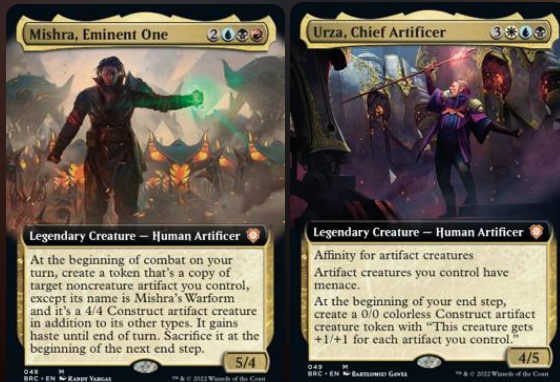 Mishra, Eminent One 2
Legendary Creature — Human Artificer
At the beginning of combat on your
turn, create a token that's a copy of
target noncreature artifact you control,
except its name is Mishra's Warform
and it's a 4/4 Construct artifact creature
in addition to its other types. It gains
haste until end of turn. Sacrifice it at the
beginning of the next end step.
5/4
048 M
BRC • EN RANDY VARGAS
™ & © 2022 Wizards of the Coast
Urza, Chief Artificer 3
Legendary Creature — Human Artificer
Affinity for artifact creatures
Artifact creatures you control have
menace.
At the beginning of your end step,
create a 0/0 colorless Construct artifact
creature token with "This creature gets
+1/+1 for each artifact you control."
4/5
049 M
BRC • EN BARTŁOMIEJ GAWEŁ
™ & © 2022 Wizards of the Coast